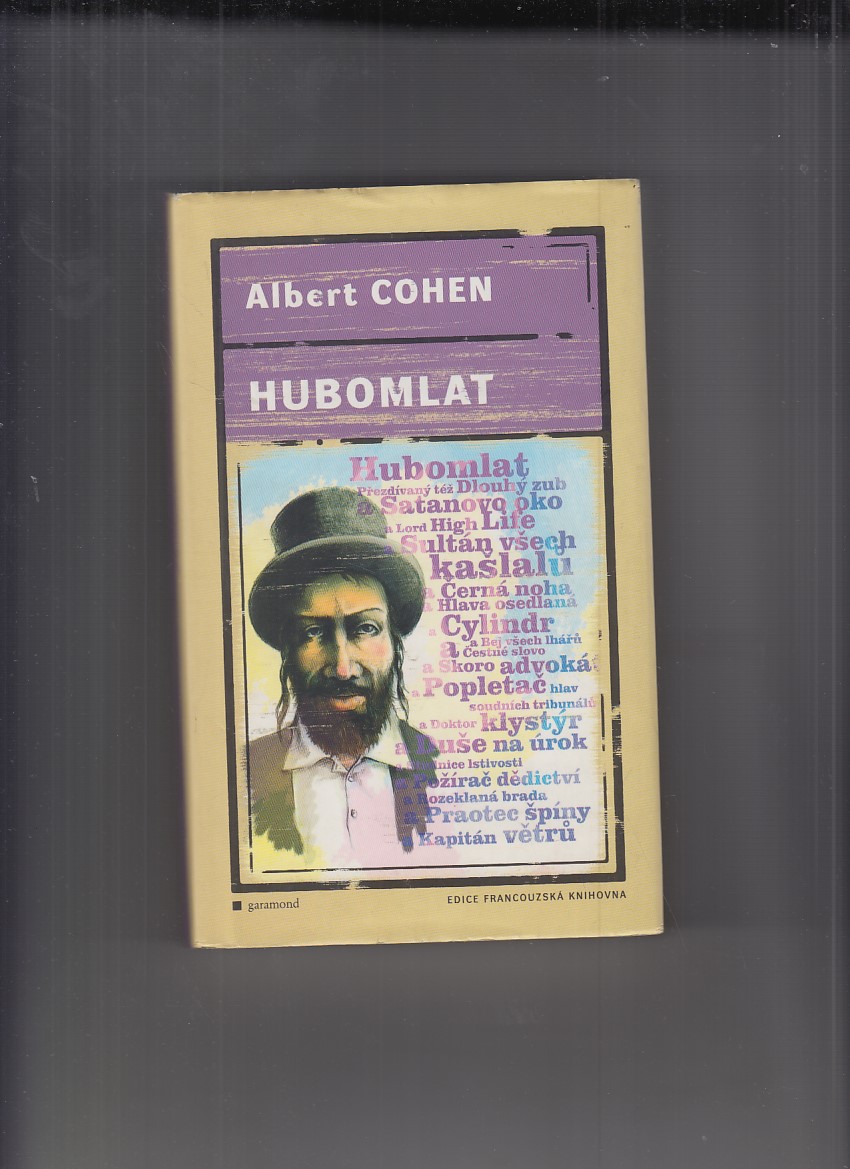 Albert COHEN
HUBOMLAT
Hubomlat
Přezdívaný též Dlouhý zub
a Satanovo oko
a Lord High Life
a Sultán všech
kašlalů
a Černá noha
a Hlava osedlaná
a Cylindr
a Bej všech lhářů
a Čestné slovo
a Skoro advokát
a Popletač hlav
soudních tribunálů
a Doktor klystýr
a Duše na úrok
a lstivosti
a Požírač dědictví
a Rozeklaná brada
a Praotec špíny
a Kapitán větrů
garamond
EDICE FRANCOUZSKÁ KNIHOVNA